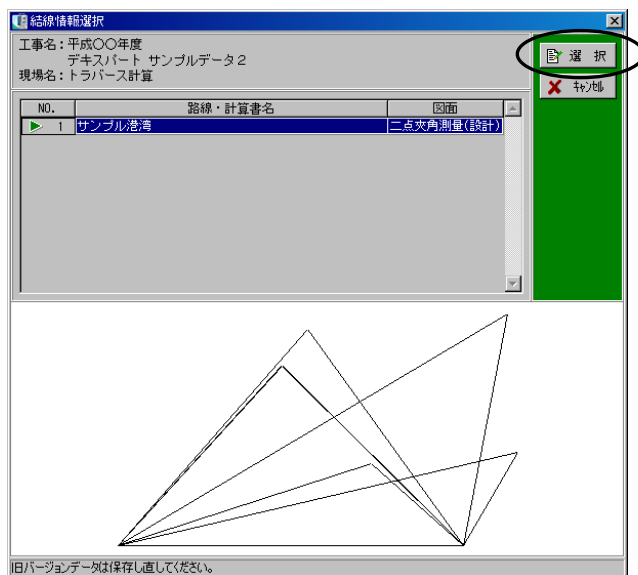 結線情報選択
工事名：平成〇〇年度
デキスパート サンプルデータ２
現場名：トラバース計算
選 択
ｷｬﾝｾﾙ
NO. 路線・計算書名 図面
1 サンプル港湾 二点夾角測量(設計)
旧バージョンデータは保存し直してください。